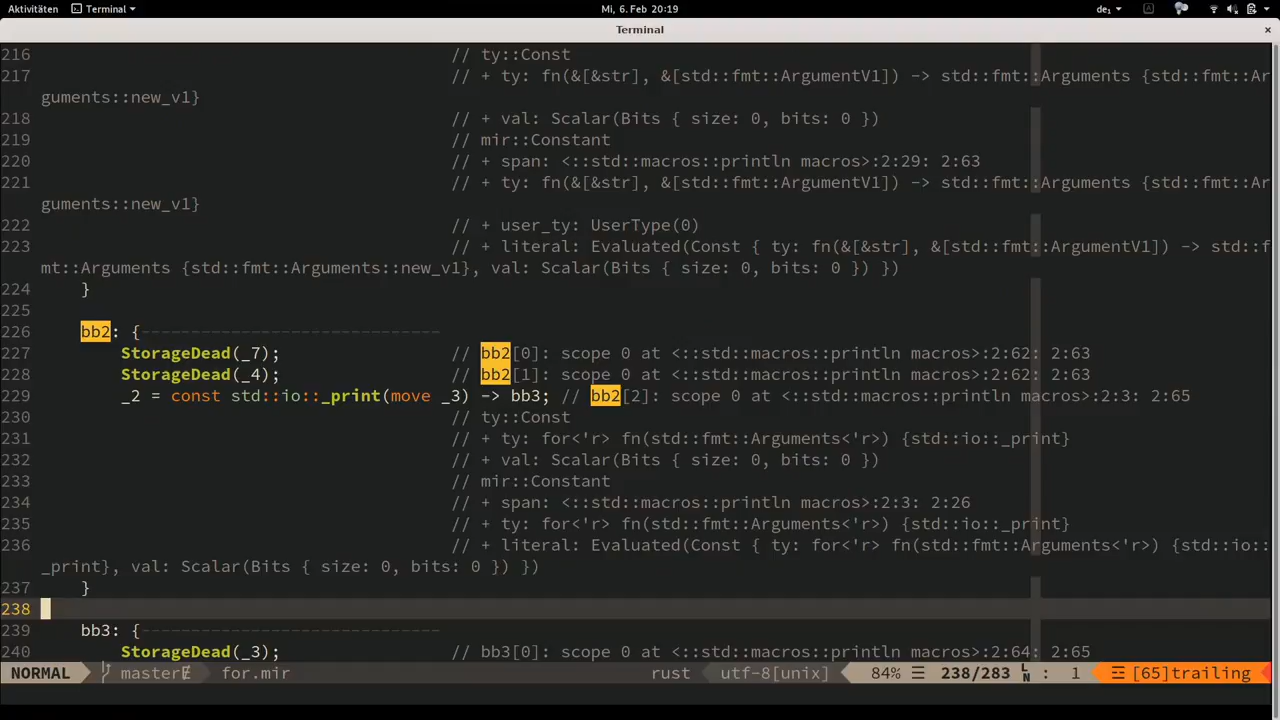 Aktivitäten Terminal Mi, 6. Feb 20:19 de₁
Terminal ×
216 // ty::Const
217 // + ty: fn(&[&str], &[std::fmt::ArgumentV1]) -> std::fmt::Arguments {std::fmt::Ar
guments::new_v1}
218 // + val: Scalar(Bits { size: 0, bits: 0 })
219 // mir::Constant
220 // + span: <::std::macros::println macros>:2:29: 2:63
221 // + ty: fn(&[&str], &[std::fmt::ArgumentV1]) -> std::fmt::Arguments {std::fmt::Ar
guments::new_v1}
222 // + user_ty: UserType(0)
223 // + literal: Evaluated(Const { ty: fn(&[&str], &[std::fmt::ArgumentV1]) -> std::f
mt::Arguments {std::fmt::Arguments::new_v1}, val: Scalar(Bits { size: 0, bits: 0 }) })
224 }
225
226 bb2: {------------------------------
227 StorageDead(_7); // bb2[0]: scope 0 at <::std::macros::println macros>:2:62: 2:63
228 StorageDead(_4); // bb2[1]: scope 0 at <::std::macros::println macros>:2:62: 2:63
229 _2 = const std::io::_print(move _3) -> bb3; // bb2[2]: scope 0 at <::std::macros::println macros>:2:3: 2:65
230 // ty::Const
231 // + ty: for<'r> fn(std::fmt::Arguments<'r>) {std::io::_print}
232 // + val: Scalar(Bits { size: 0, bits: 0 })
233 // mir::Constant
234 // + span: <::std::macros::println macros>:2:3: 2:26
235 // + ty: for<'r> fn(std::fmt::Arguments<'r>) {std::io::_print}
236 // + literal: Evaluated(Const { ty: for<'r> fn(std::fmt::Arguments<'r>) {std::io::
_print}, val: Scalar(Bits { size: 0, bits: 0 }) })
237 }
238
239 bb3: {------------------------------
240 StorageDead(_3); // bb3[0]: scope 0 at <::std::macros::println macros>:2:64: 2:65
NORMAL master for.mir rust utf-8[unix] 84% ☰ 238/283 LN : 1 ☲ [65]trailing